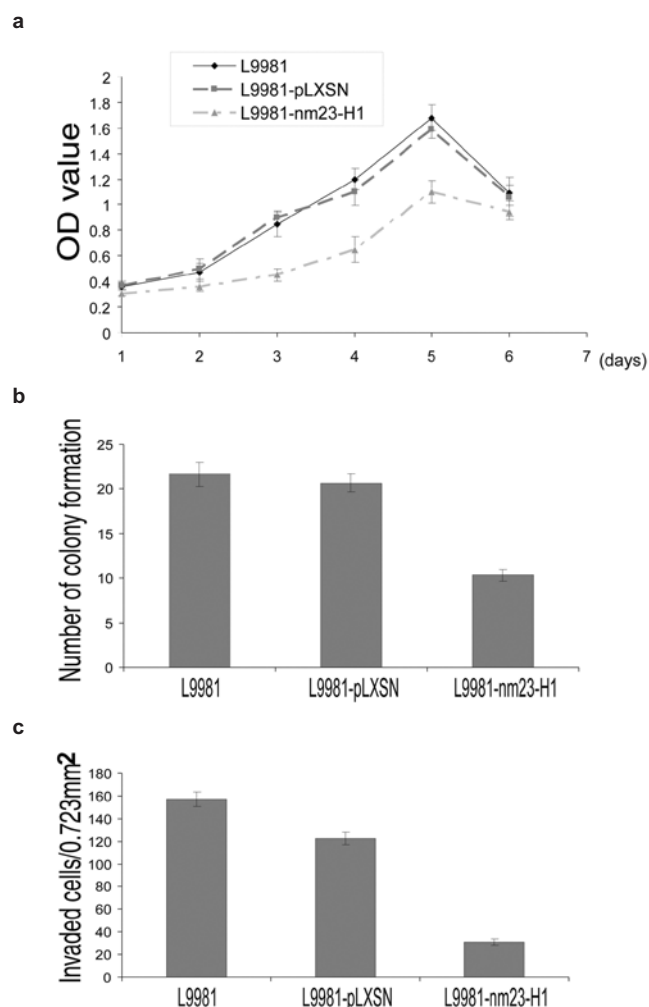 a
L9981
L9981-pLXSN
L9981-nm23-H1
OD value
2
1.8
1.6
1.4
1.2
1
0.8
0.6
0.4
0.2
0
1 2 3 4 5 6 7 (days)
b
Number of colony formation
25
20
15
10
5
0
L9981 L9981-pLXSN L9981-nm23-H1
c
Invaded cells/0.723mm2
180
160
140
120
100
80
60
40
20
0
L9981 L9981-pLXSN L9981-nm23-H1